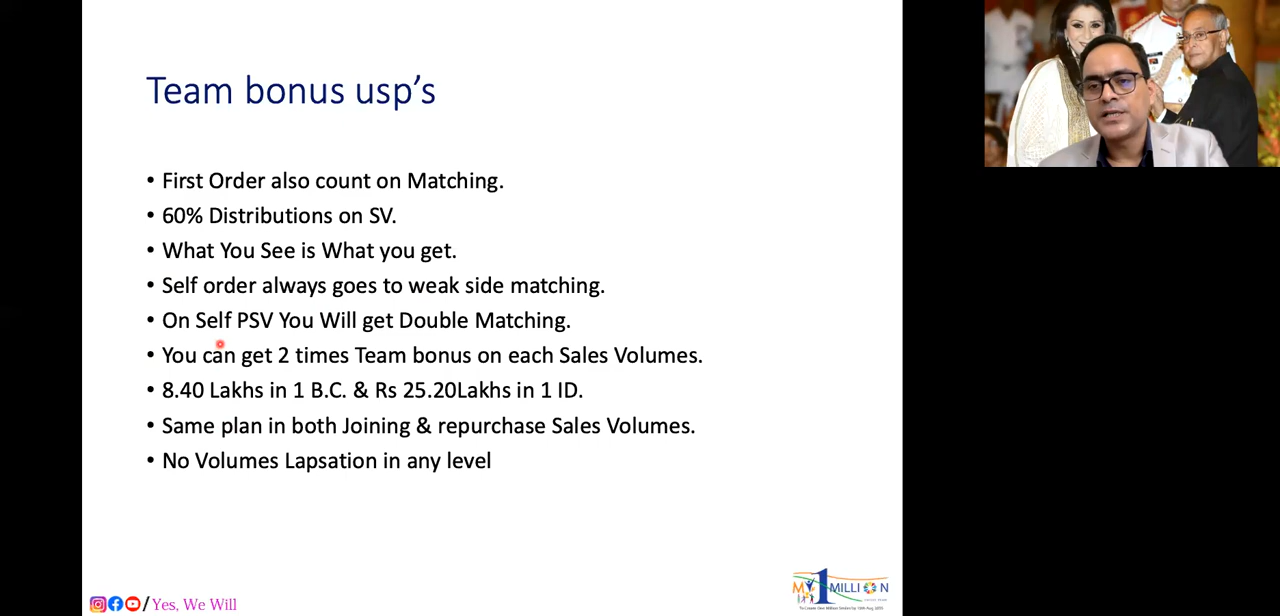 Team bonus usp's
• First Order also count on Matching.
• 60% Distributions on SV.
• What You See is What you get.
• Self order always goes to weak side matching.
• On Self PSV You Will get Double Matching.
• You can get 2 times Team bonus on each Sales Volumes.
• 8.40 Lakhs in 1 B.C. & Rs 25.20Lakhs in 1 ID.
• Same plan in both Joining & repurchase Sales Volumes.
• No Volumes Lapsation in any level
/Yes, We Will
MY 1 MILLION